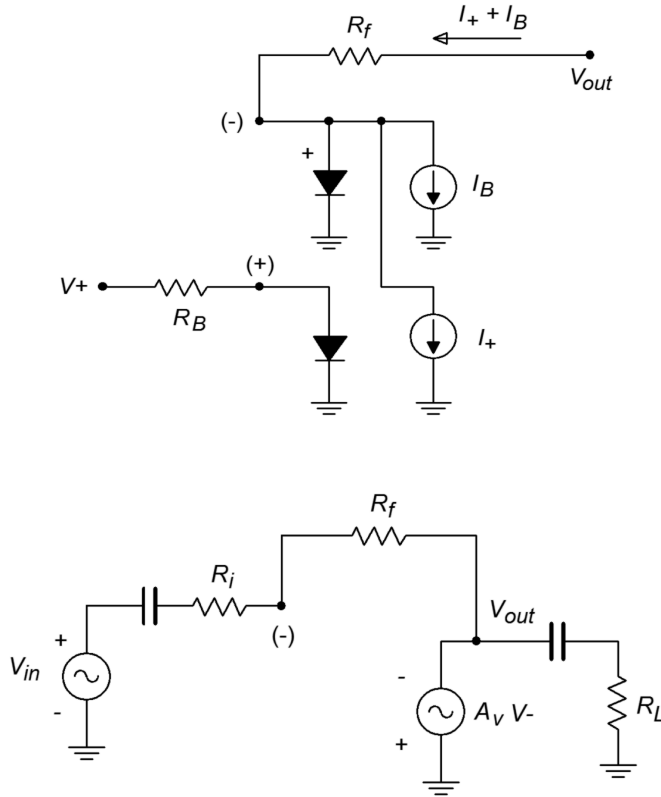 I+ + IB
Rf
Vout
(-)
+
IB
(+)
V+
RB
I+
Rf
Ri
Vout
(-)
+
Vin
-
-
Av V-
+
RL